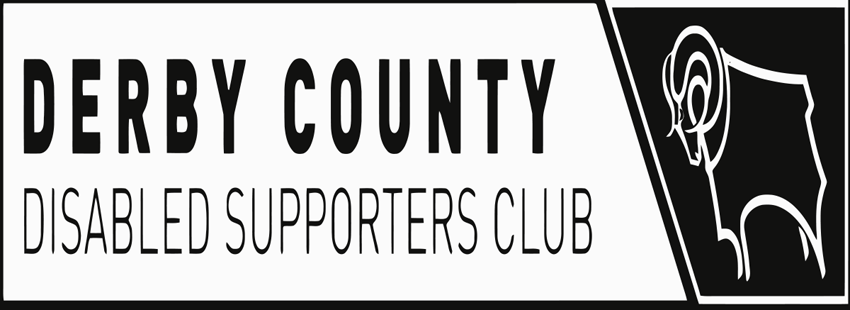 DERBY COUNTY
DISABLED SUPPORTERS CLUB